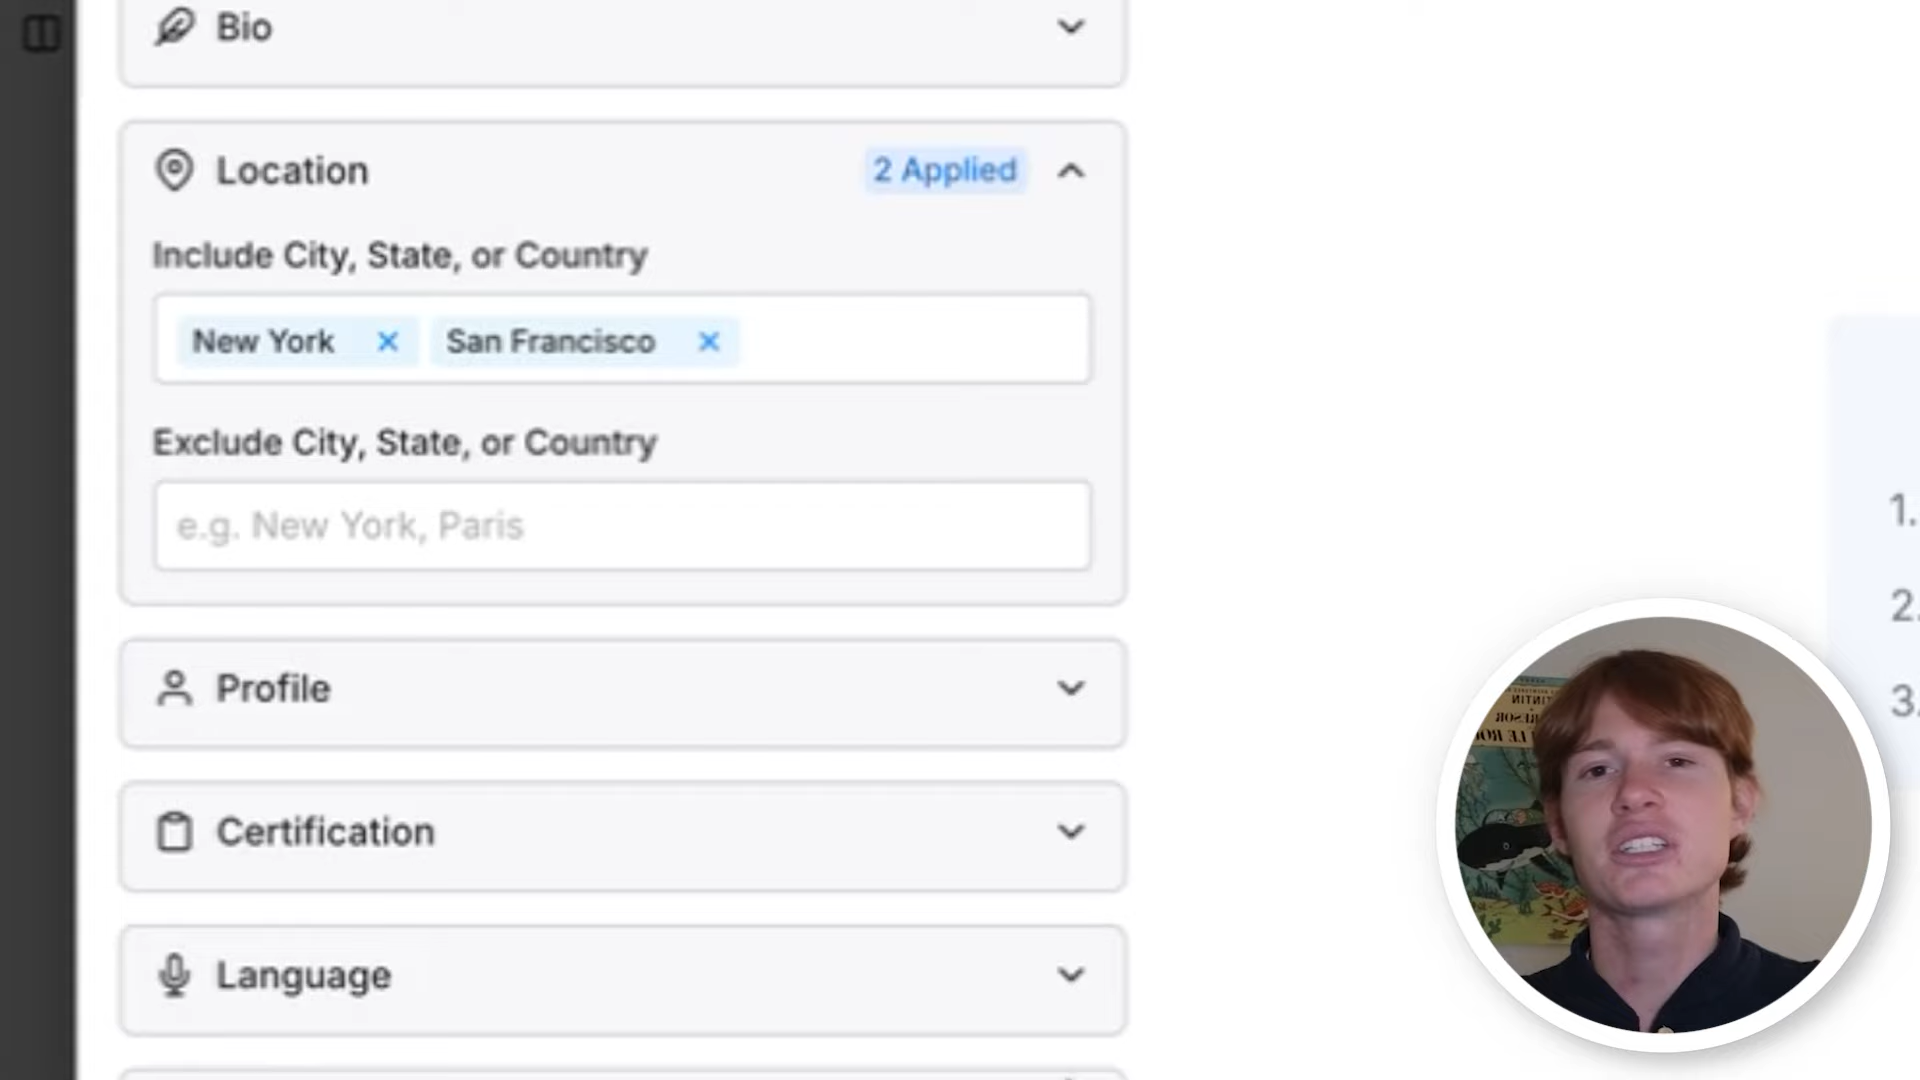 Bio
Location
2 Applied
Include City, State, or Country
New York
San Francisco
Exclude City, State, or Country
e.g. New York, Paris
1.
2.
3.
Profile
TINTIN
Certification
Language